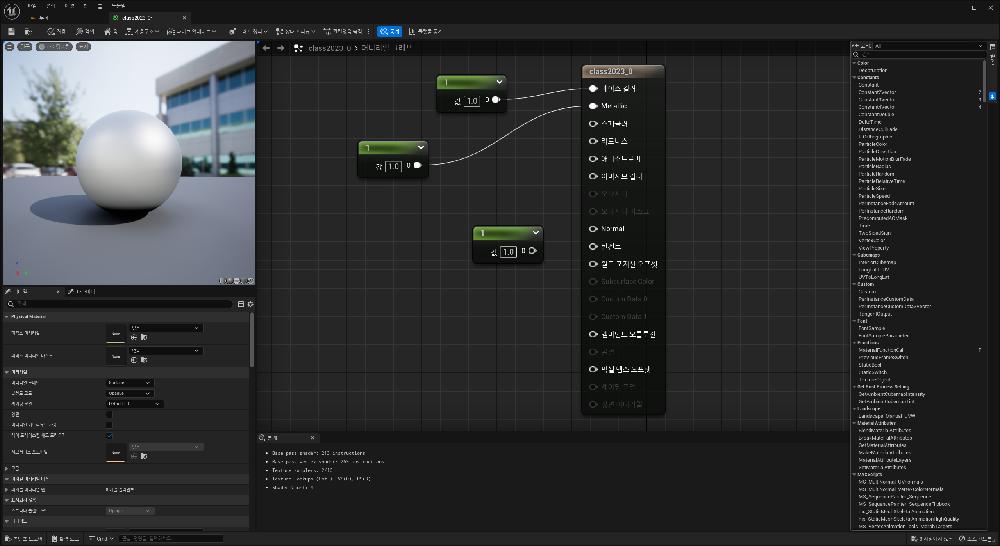 파일 편집 에셋 창 툴 도움말
무제
class2023_0*
적용 검색 홈 계층구조 라이브 업데이트 그래프 정리 상태 프리뷰 관련없음 숨김 통계 플랫폼 통계
원근 라이팅포함 표시
Z
X Y
class2023_0 머티리얼 그래프
1
값 1.0 0
1
값 1.0 0
1
값 1.0 0
class2023_0
베이스 컬러
Metallic
스페큘러
러프니스
애니소트로피
이미시브 컬러
오파시티
오파시티 마스크
Normal
탄젠트
월드 포지션 오프셋
Subsurface Color
Custom Data 0
Custom Data 1
앰비언트 오클루전
굴절
픽셀 뎁스 오프셋
셰이딩 모델
정면 머티리얼
디테일 파라미터
검색
Physical Material
피직스 머티리얼 None 없음
피직스 머티리얼 마스크 None 없음
머티리얼
머티리얼 도메인 Surface
블렌드 모드 Opaque
셰이딩 모델 Default Lit
양면
머티리얼 어트리뷰트 사용
레이 트레이스된 섀도 드리우기
서브서피스 프로파일 None 없음
고급
피지컬 머티리얼 마스크
피지컬 머티리얼 맵 8 배열 엘리먼트
표시되지 않음
스트라타 블렌드 모드 Opaque
나나이트
통계
Base pass shader: 213 instructions
Base pass vertex shader: 263 instructions
Texture samplers: 2/16
Texture Lookups (Est.): VS(0), PS(3)
Shader Count: 4
카테고리: All
검색
팔레트
Color
Desaturation
Constants
Constant 1
Constant2Vector 2
Constant3Vector 3
Constant4Vector 4
ConstantDouble
DeltaTime
DistanceCullFade
IsOrthographic
ParticleColor
ParticleDirection
ParticleMotionBlurFade
ParticleRadius
ParticleRandom
ParticleRelativeTime
ParticleSize
ParticleSpeed
PerInstanceFadeAmount
PerInstanceRandom
PrecomputedAOMask
Time
TwoSidedSign
VertexColor
ViewProperty
Cubemaps
InteriorCubemap
LongLatToUV
UVToLongLat
Custom
Custom
PerInstanceCustomData
PerInstanceCustomData3Vector
TangentOutput
Font
FontSample
FontSampleParameter
Functions
MaterialFunctionCall F
PreviousFrameSwitch
StaticBool
StaticSwitch
TextureObject
Get Post Process Setting
GetAmbientCubemapIntensity
GetAmbientCubemapTint
Landscape
Landscape_Manual_UVW
Material Attributes
BlendMaterialAttributes
BreakMaterialAttributes
GetMaterialAttributes
MakeMaterialAttributes
MaterialAttributeLayers
SetMaterialAttributes
MAXScripts
MS_MultiNormal_UVnormals
MS_MultiNormal_VertexColorNormals
MS_SequencePainter_Sequence
MS_SequencePainter_SequenceFlipbook
ms_StaticMeshSkeletalAnimation
ms_StaticMeshSkeletalAnimationHighQuality
MS_VertexAnimationTools_MorphTargets
콘텐츠 드로어 출력 로그 Cmd 콘솔 명령을 입력하세요. 8 저장되지 않음 소스 컨트롤